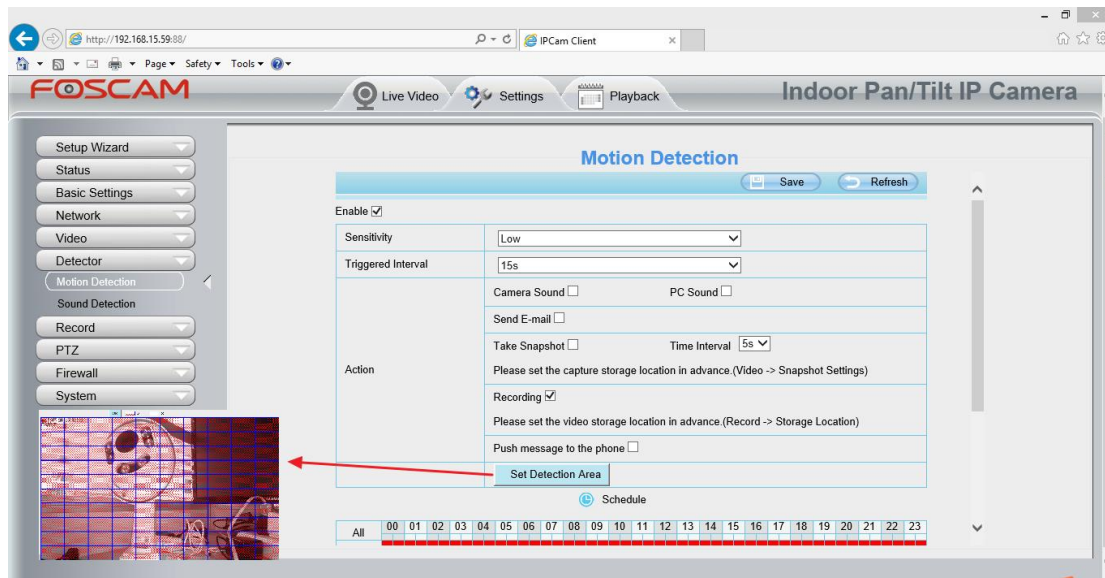 http://192.168.15.59:88/
IPCam Client
Page Safety Tools
FOSCAM
Live Video
Settings
Playback
Indoor Pan/Tilt IP Camera
Setup Wizard
Status
Basic Settings
Network
Video
Detector
Motion Detection
Sound Detection
Record
PTZ
Firewall
System
Motion Detection
Save
Refresh
Enable
Sensitivity
Low
Triggered Interval
15s
Action
Camera Sound
PC Sound
Send E-mail
Take Snapshot
Time Interval 5s
Please set the capture storage location in advance.(Video -> Snapshot Settings)
Recording
Please set the video storage location in advance.(Record -> Storage Location)
Push message to the phone
Set Detection Area
Schedule
All 00 01 02 03 04 05 06 07 08 09 10 11 12 13 14 15 16 17 18 19 20 21 22 23